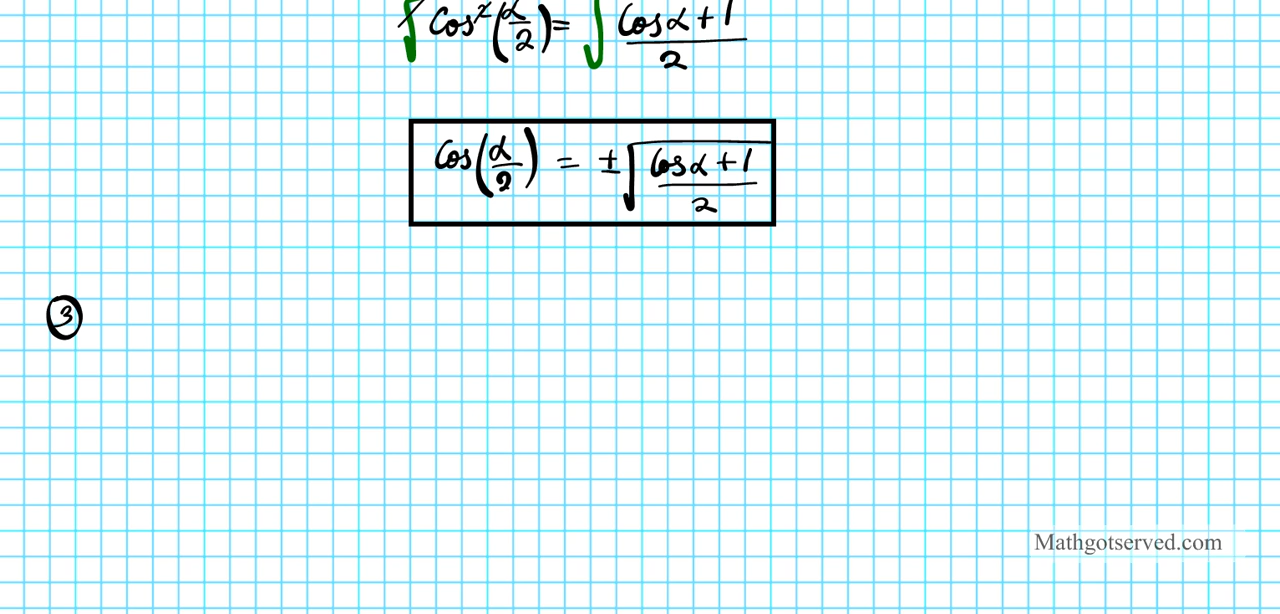 √cos²(α/2) = √(cosα+1)/2
cos(α/2) = ±√(cosα+1)/2
3
Mathgotserved.com